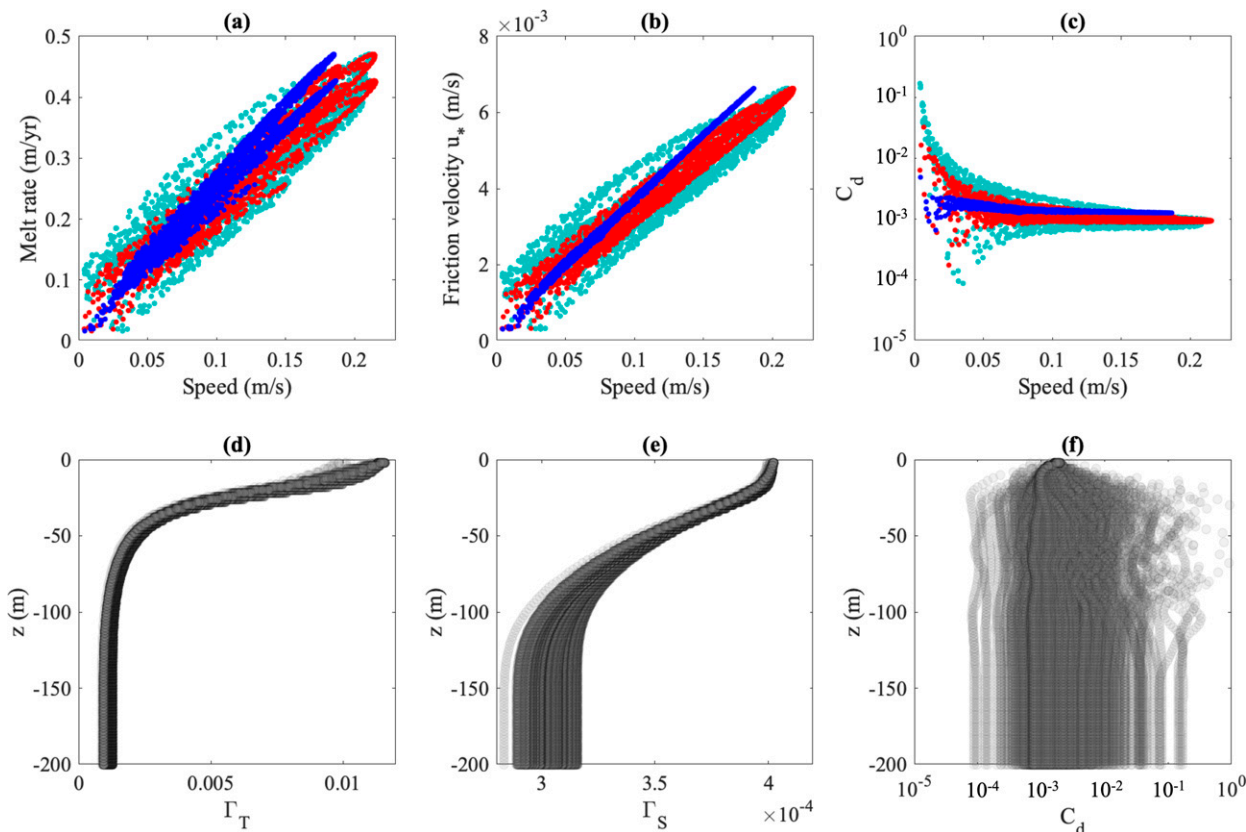 (a)
Melt rate (m/yr)
0.5
0.4
0.3
0.2
0.1
0
0 0.05 0.1 0.15 0.2
Speed (m/s)
(b)
×10⁻³
Friction velocity u* (m/s)
8
6
4
2
0
0 0.05 0.1 0.15 0.2
Speed (m/s)
(c)
C_d
10⁰
10⁻¹
10⁻²
10⁻³
10⁻⁴
10⁻⁵
0 0.05 0.1 0.15 0.2
Speed (m/s)
(d)
z (m)
0
-50
-100
-150
-200
0 0.005 0.01
Γ_T
(e)
z (m)
0
-50
-100
-150
-200
3 3.5 4
Γ_S
×10⁻⁴
(f)
z (m)
0
-50
-100
-150
-200
10⁻⁵ 10⁻⁴ 10⁻³ 10⁻² 10⁻¹ 10⁰
C_d